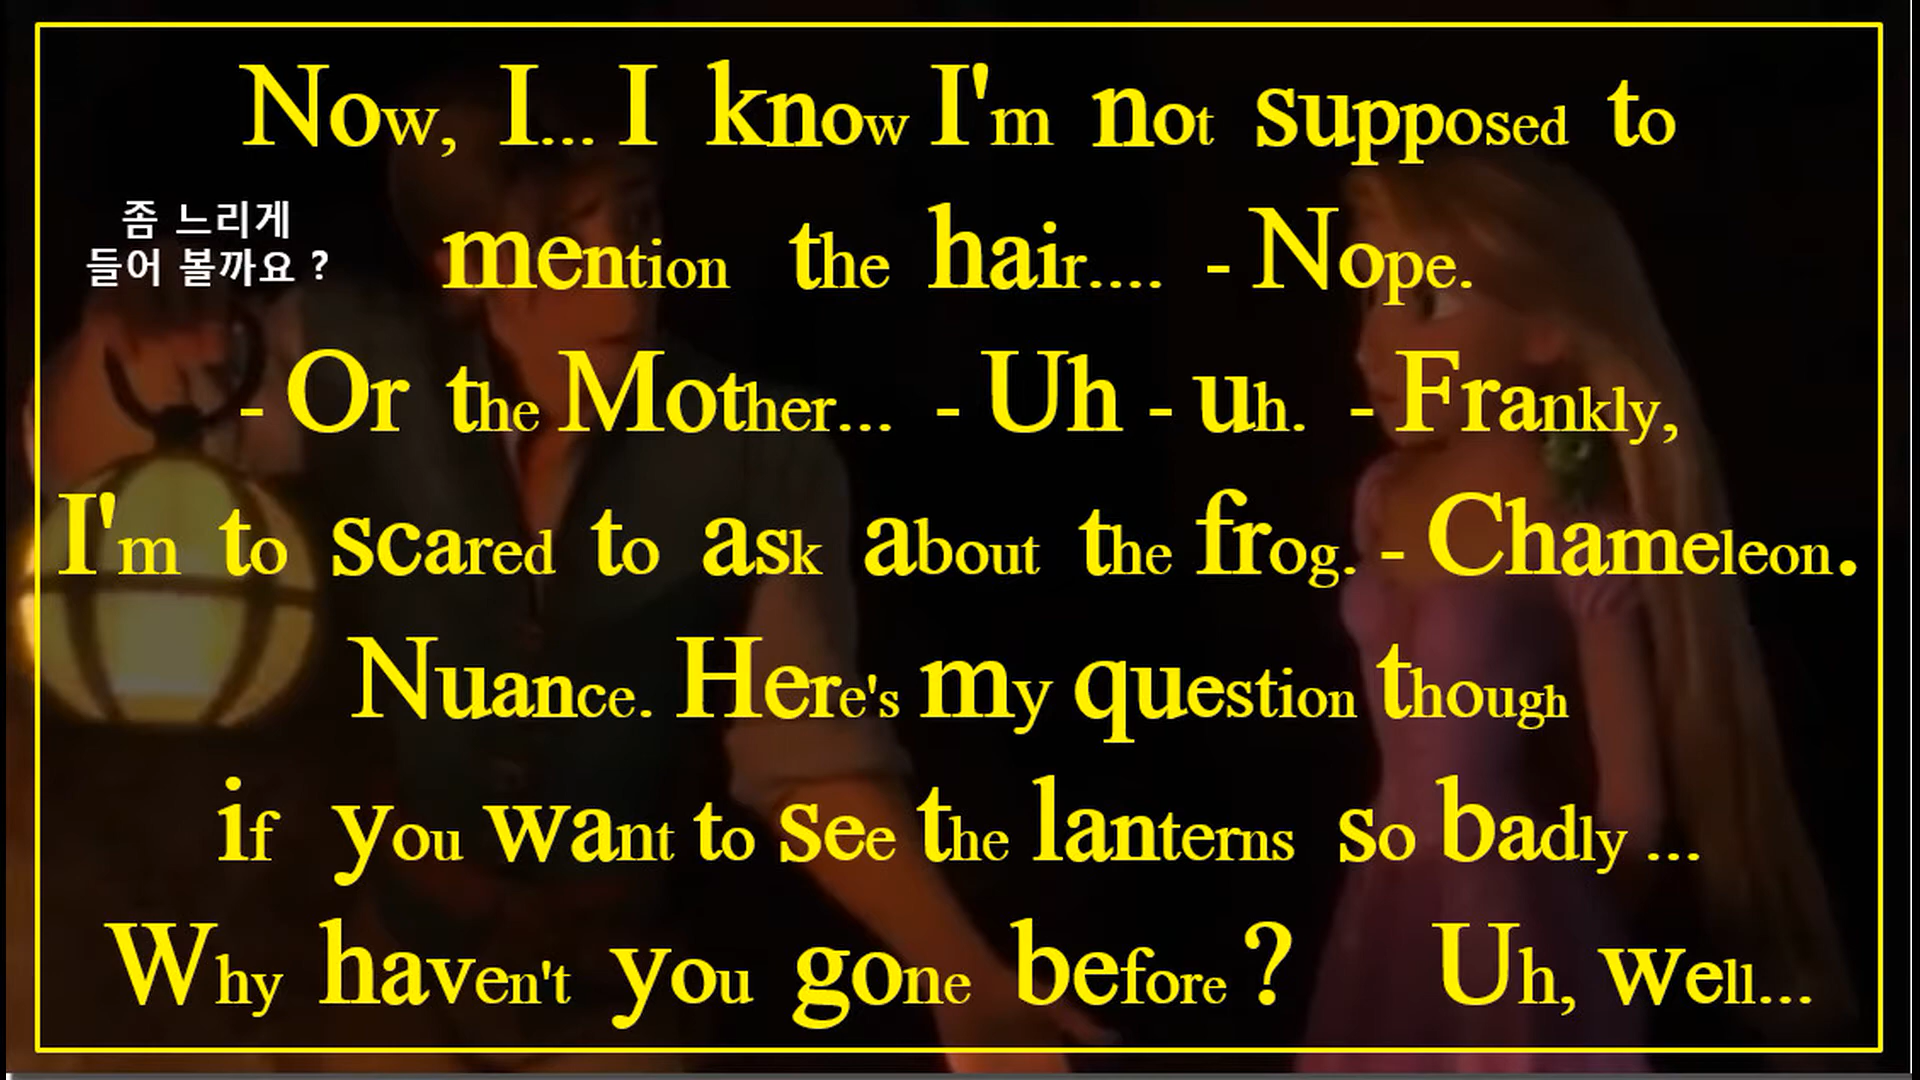 Now, I... I know I'm not supposed to
좀 느리게
들어 볼까요 ?
mention the hair.... - Nope.
- Or the Mother... - Uh - uh. - Frankly,
I'm to scared to ask about the frog. - Chameleon.
Nuance. Here's my question though
if you want to see the lanterns so badly ...
Why haven't you gone before ? Uh, well...